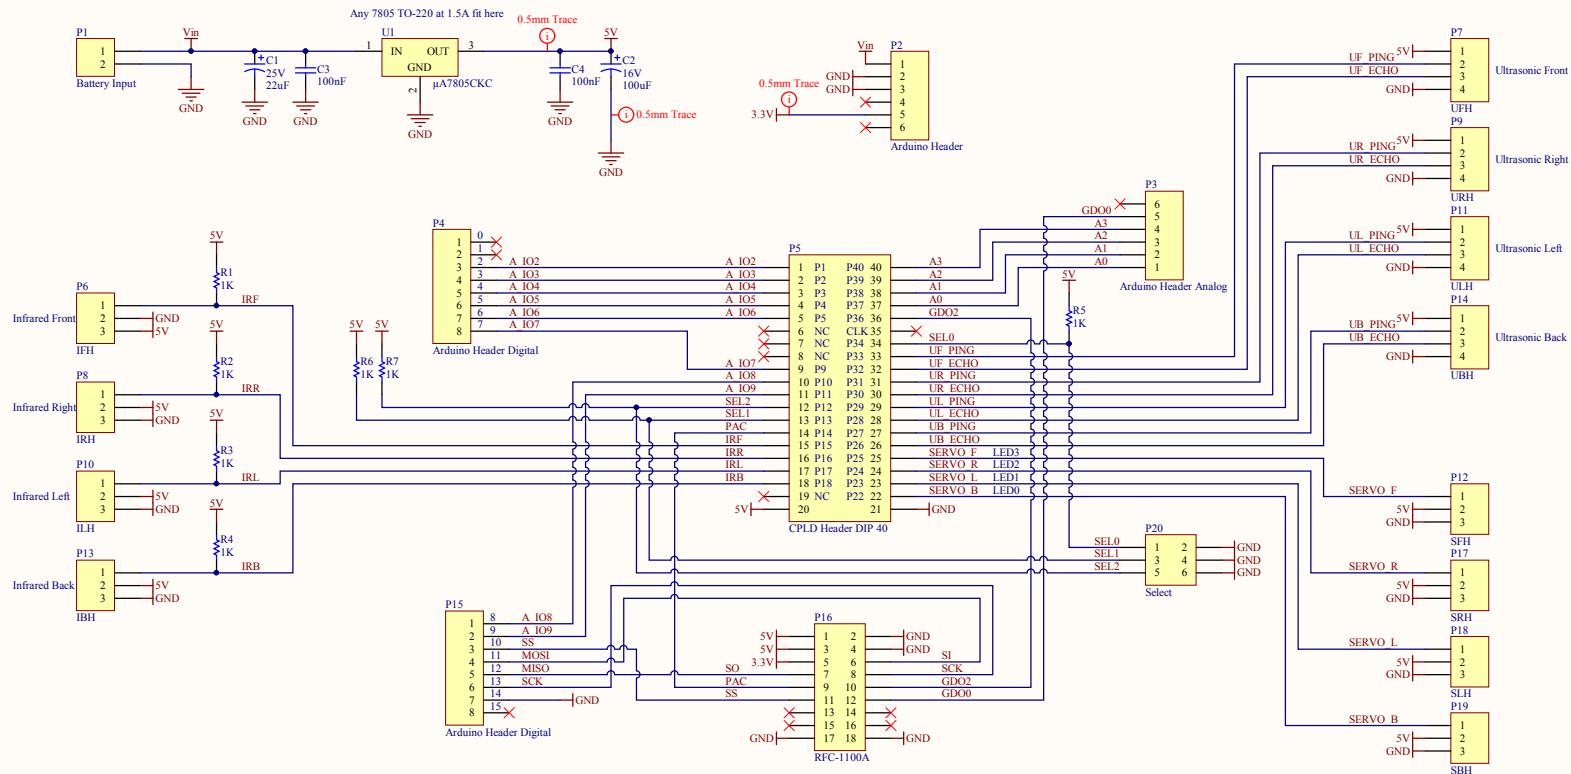 Any 7805 TO-220 at 1.5A fit here
0.5mm Trace
P1
1
2
Battery Input
Vin
GND
C1
25V
22uF
GND
C3
100nF
GND
U1
1
IN
OUT
3
GND
2
µA7805CKC
GND
C4
100nF
GND
5V
C2
16V
100uF
0.5mm Trace
GND
0.5mm Trace
3.3V
Vin
GND
GND
P2
1
2
3
4
5
6
Arduino Header
P7
5V 1
UF_PING 2
UF_ECHO 3
GND 4
UFH
Ultrasonic Front
P9
5V 1
UR_PING 2
UR_ECHO 3
GND 4
URH
Ultrasonic Right
P11
5V 1
UL_PING 2
UL_ECHO 3
GND 4
ULH
Ultrasonic Left
P14
5V 1
UB_PING 2
UB_ECHO 3
GND 4
UBH
Ultrasonic Back
P3
6
GDO0 5
A3 4
A2 3
A1 2
A0 1
Arduino Header Analog
P4
1 0
2 1
3 2 A_IO2
4 3 A_IO3
5 4 A_IO4
6 5 A_IO5
7 6 A_IO6
8 7 A_IO7
Arduino Header Digital
5V
R1
1K
P6
1 IRF
2 GND
3 5V
Infrared Front
IFH
5V
R2
1K
P8
1 IRR
2 5V
3 GND
Infrared Right
IRH
5V
R3
1K
P10
1 IRL
2 5V
3 GND
Infrared Left
ILH
5V
R4
1K
P13
1 IRB
2 5V
3 GND
Infrared Back
IBH
5V
R6
1K
5V
R7
1K
5V
R5
1K
P5
A_IO2 1 P1 P40 40 A3
A_IO3 2 P2 P39 39 A2
A_IO4 3 P3 P38 38 A1
A_IO5 4 P4 P37 37 A0
A_IO6 5 P5 P36 36 GDO2
6 NC CLK 35
7 NC P34 34 SEL0
8 NC P33 33 UF_PING
A_IO7 9 P9 P32 32 UF_ECHO
A_IO8 10 P10 P31 31 UR_PING
A_IO9 11 P11 P30 30 UR_ECHO
SEL2 12 P12 P29 29 UL_PING
SEL1 13 P13 P28 28 UL_ECHO
PAC 14 P14 P27 27 UB_PING
IRF 15 P15 P26 26 UB_ECHO
IRR 16 P16 P25 25 SERVO_F LED3
IRL 17 P17 P24 24 SERVO_R LED2
IRB 18 P18 P23 23 SERVO_L LED1
19 NC P22 22 SERVO_B LED0
5V 20 21 GND
CPLD Header DIP 40
P20
SEL0 1 2 GND
SEL1 3 4 GND
SEL2 5 6 GND
Select
P12
SERVO_F 1
5V 2
GND 3
SFH
P17
SERVO_R 1
5V 2
GND 3
SRH
P18
SERVO_L 1
5V 2
GND 3
SLH
P19
SERVO_B 1
5V 2
GND 3
SBH
P15
1 8 A_IO8
2 9 A_IO9
3 10 SS
4 11 MOSI
5 12 MISO
6 13 SCK
7 14 GND
8 15
Arduino Header Digital
P16
5V 1 2 GND
5V 3 4 GND
3.3V 5 6 SI
SO 7 8 SCK
PAC 9 10 GDO2
SS 11 12 GDO0
13 14
15 16
GND 17 18 GND
RFC-1100A